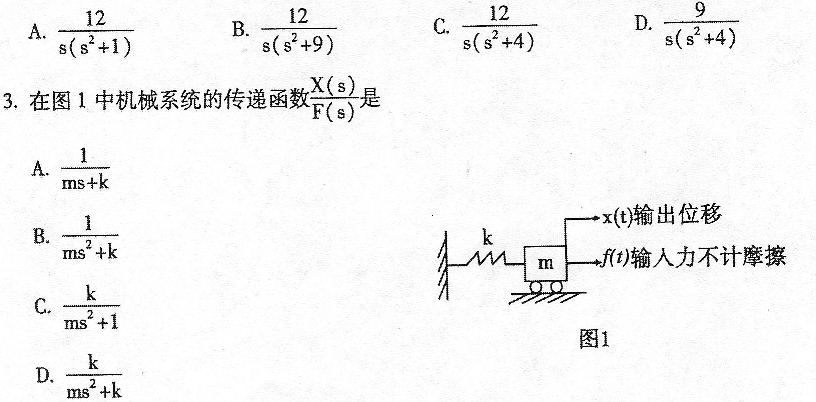 A. 12/s(s²+1) B. 12/s(s²+9) C. 12/s(s²+4) D. 9/s(s²+4)
3. 在图 1 中机械系统的传递函数X(s)/F(s)是
A. 1/ms+k
B. 1/ms²+k
C. k/ms²+1
D. k/ms²+k
x(t)输出位移
k
m
f(t)输入力不计摩擦
图1